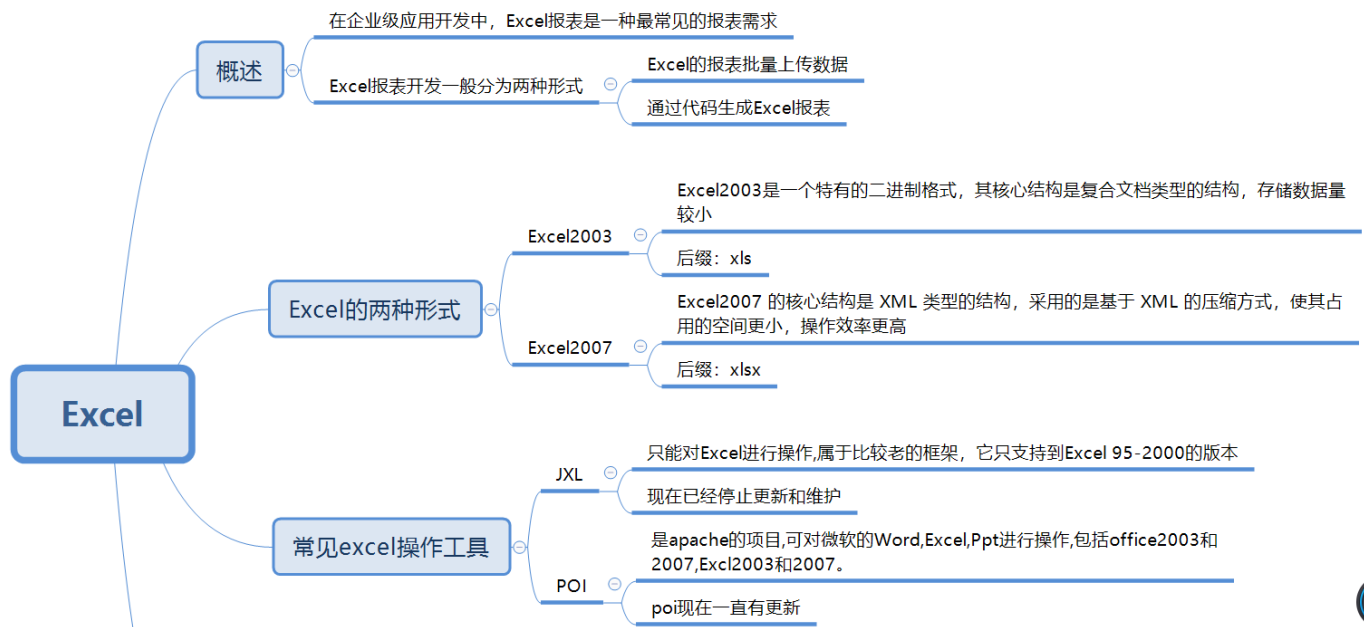 在企业级应用开发中，Excel报表是一种最常见的报表需求
概述
Excel报表开发一般分为两种形式
Excel的报表批量上传数据
通过代码生成Excel报表
Excel2003是一个特有的二进制格式，其核心结构是复合文档类型的结构，存储数据量
较小
Excel2003
后缀：xls
Excel的两种形式
Excel2007 的核心结构是 XML 类型的结构，采用的是基于 XML 的压缩方式，使其占
用的空间更小，操作效率更高
Excel2007
后缀：xlsx
Excel
只能对Excel进行操作,属于比较老的框架，它只支持到Excel 95-2000的版本
JXL
现在已经停止更新和维护
常见excel操作工具
是apache的项目,可对微软的Word,Excel,Ppt进行操作,包括office2003和
2007,Excl2003和2007。
POI
poi现在一直有更新